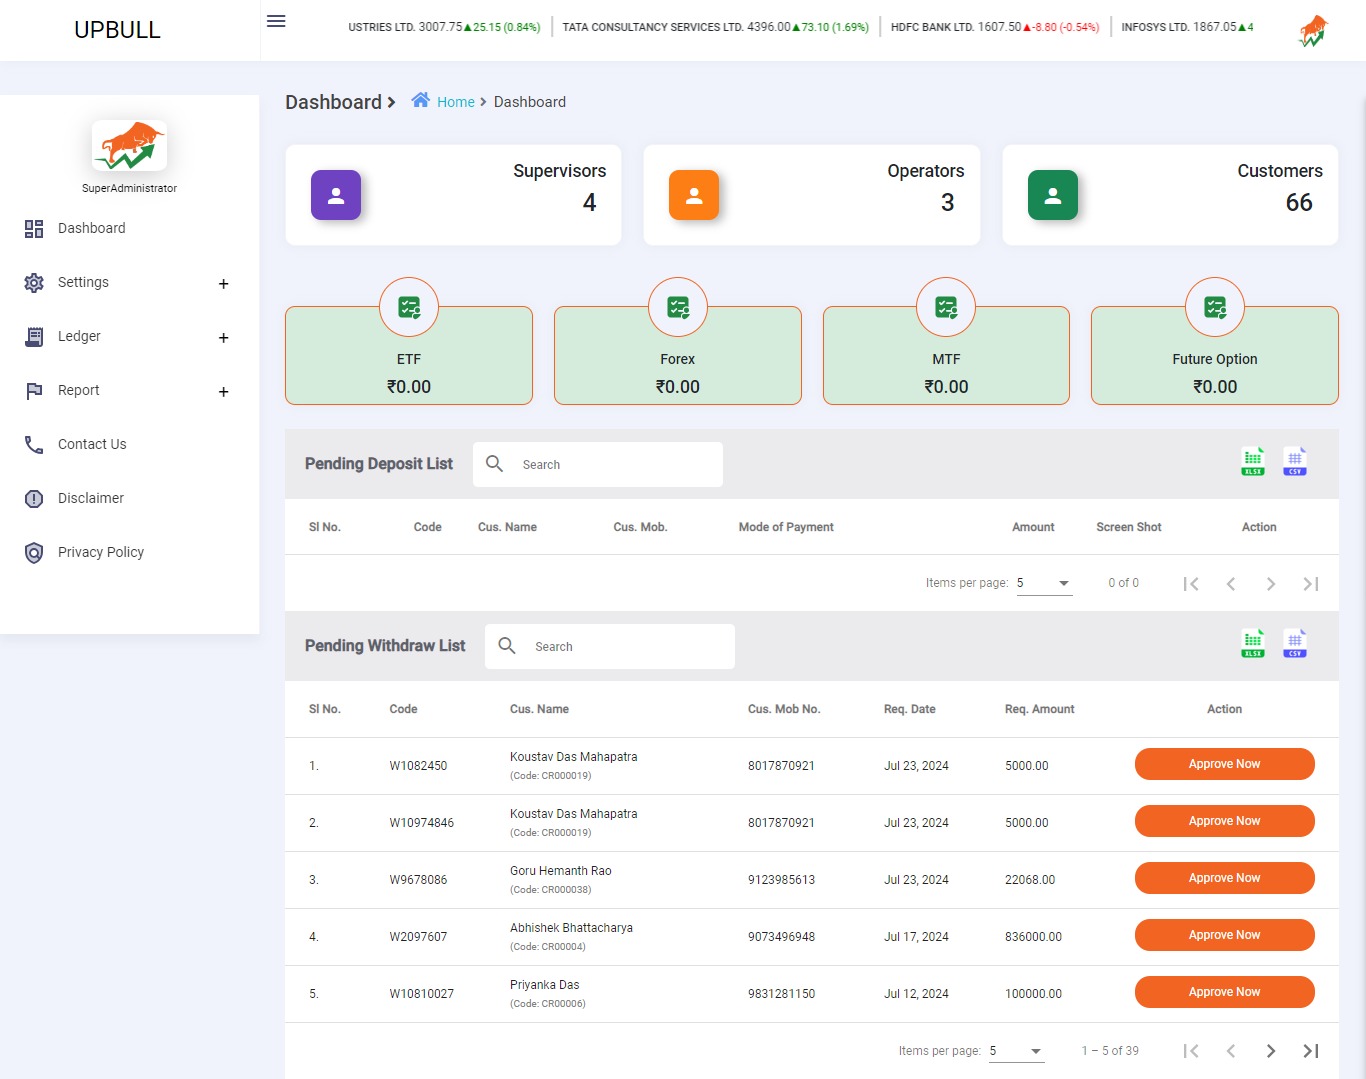 UPBULL
USTRIES LTD. 3007.75▲25.15 (0.84%) TATA CONSULTANCY SERVICES LTD. 4396.00▲73.10 (1.69%) HDFC BANK LTD. 1607.50▲-8.80 (-0.54%) INFOSYS LTD. 1867.05▲4
SuperAdministrator
Dashboard
Settings +
Ledger +
Report +
Contact Us
Disclaimer
Privacy Policy
Dashboard > Home > Dashboard
Supervisors
4
Operators
3
Customers
66
ETF
₹0.00
Forex
₹0.00
MTF
₹0.00
Future Option
₹0.00
Pending Deposit List Search XLSX CSV
Sl No. Code Cus. Name Cus. Mob. Mode of Payment Amount Screen Shot Action
Items per page: 5 0 of 0
Pending Withdraw List Search XLSX CSV
Sl No. Code Cus. Name Cus. Mob No. Req. Date Req. Amount Action
1. W1082450 Koustav Das Mahapatra 8017870921 Jul 23, 2024 5000.00 Approve Now
(Code: CR000019)
2. W10974846 Koustav Das Mahapatra 8017870921 Jul 23, 2024 5000.00 Approve Now
(Code: CR000019)
3. W9678086 Goru Hemanth Rao 9123985613 Jul 23, 2024 22068.00 Approve Now
(Code: CR000038)
4. W2097607 Abhishek Bhattacharya 9073496948 Jul 17, 2024 836000.00 Approve Now
(Code: CR00004)
5. W10810027 Priyanka Das 9831281150 Jul 12, 2024 100000.00 Approve Now
(Code: CR00006)
Items per page: 5 1 – 5 of 39